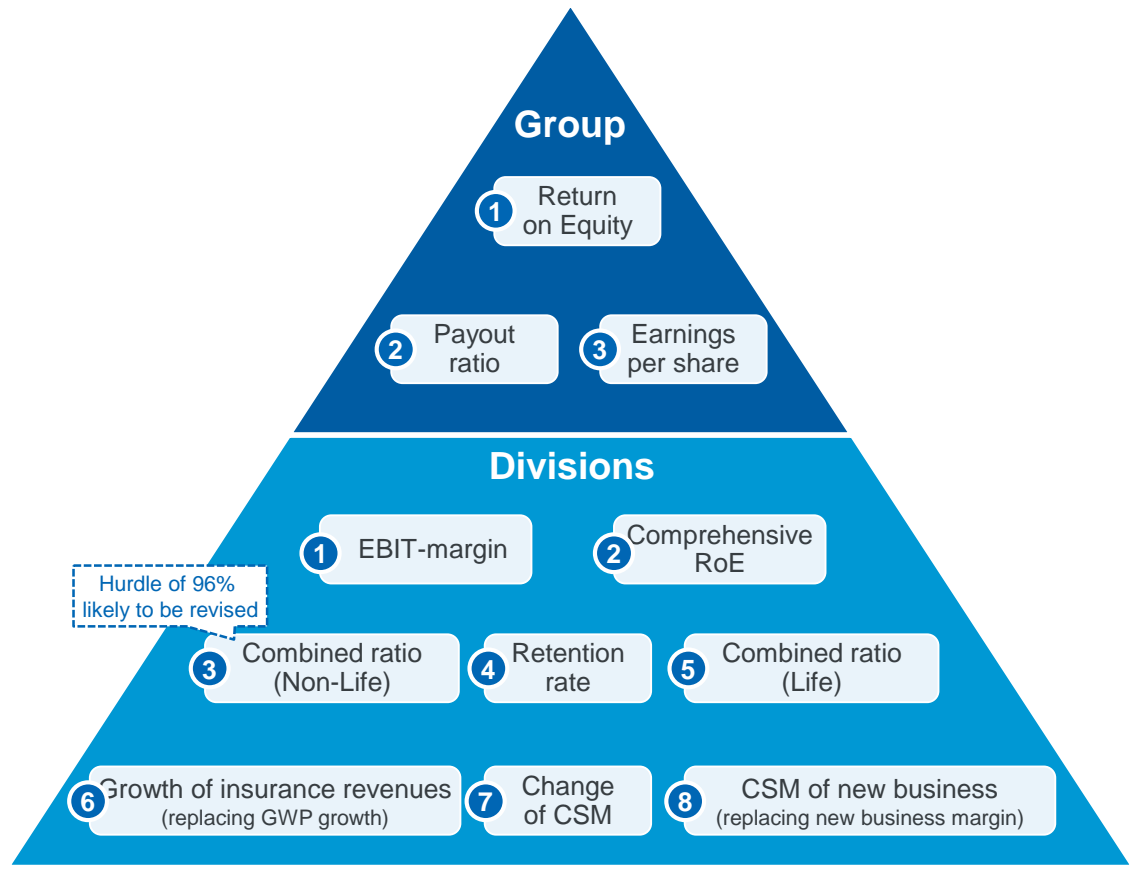 Group
1
Return
on Equity
2
Payout
ratio
3
Earnings
per share
Divisions
1
EBIT-margin
2
Comprehensive
RoE
Hurdle of 96%
likely to be revised
3
Combined ratio
(Non-Life)
4
Retention
rate
5
Combined ratio
(Life)
6
Growth of insurance revenues
(replacing GWP growth)
7
Change
of CSM
8
CSM of new business
(replacing new business margin)